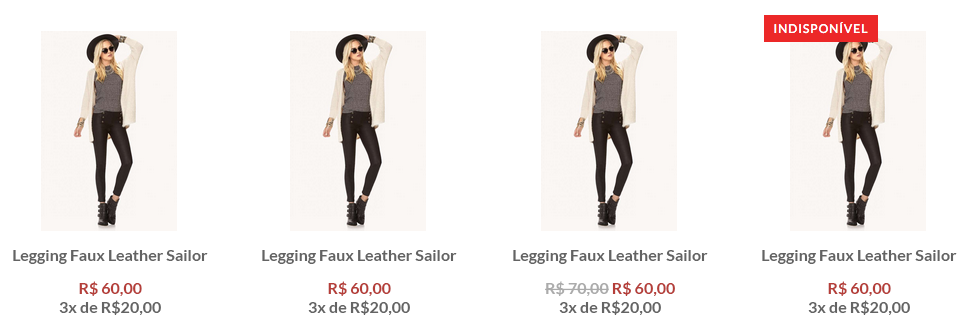 INDISPONÍVEL
Legging Faux Leather Sailor
R$ 60,00
3x de R$20,00
Legging Faux Leather Sailor
R$ 60,00
3x de R$20,00
Legging Faux Leather Sailor
R$ 70,00 R$ 60,00
3x de R$20,00
Legging Faux Leather Sailor
R$ 60,00
3x de R$20,00